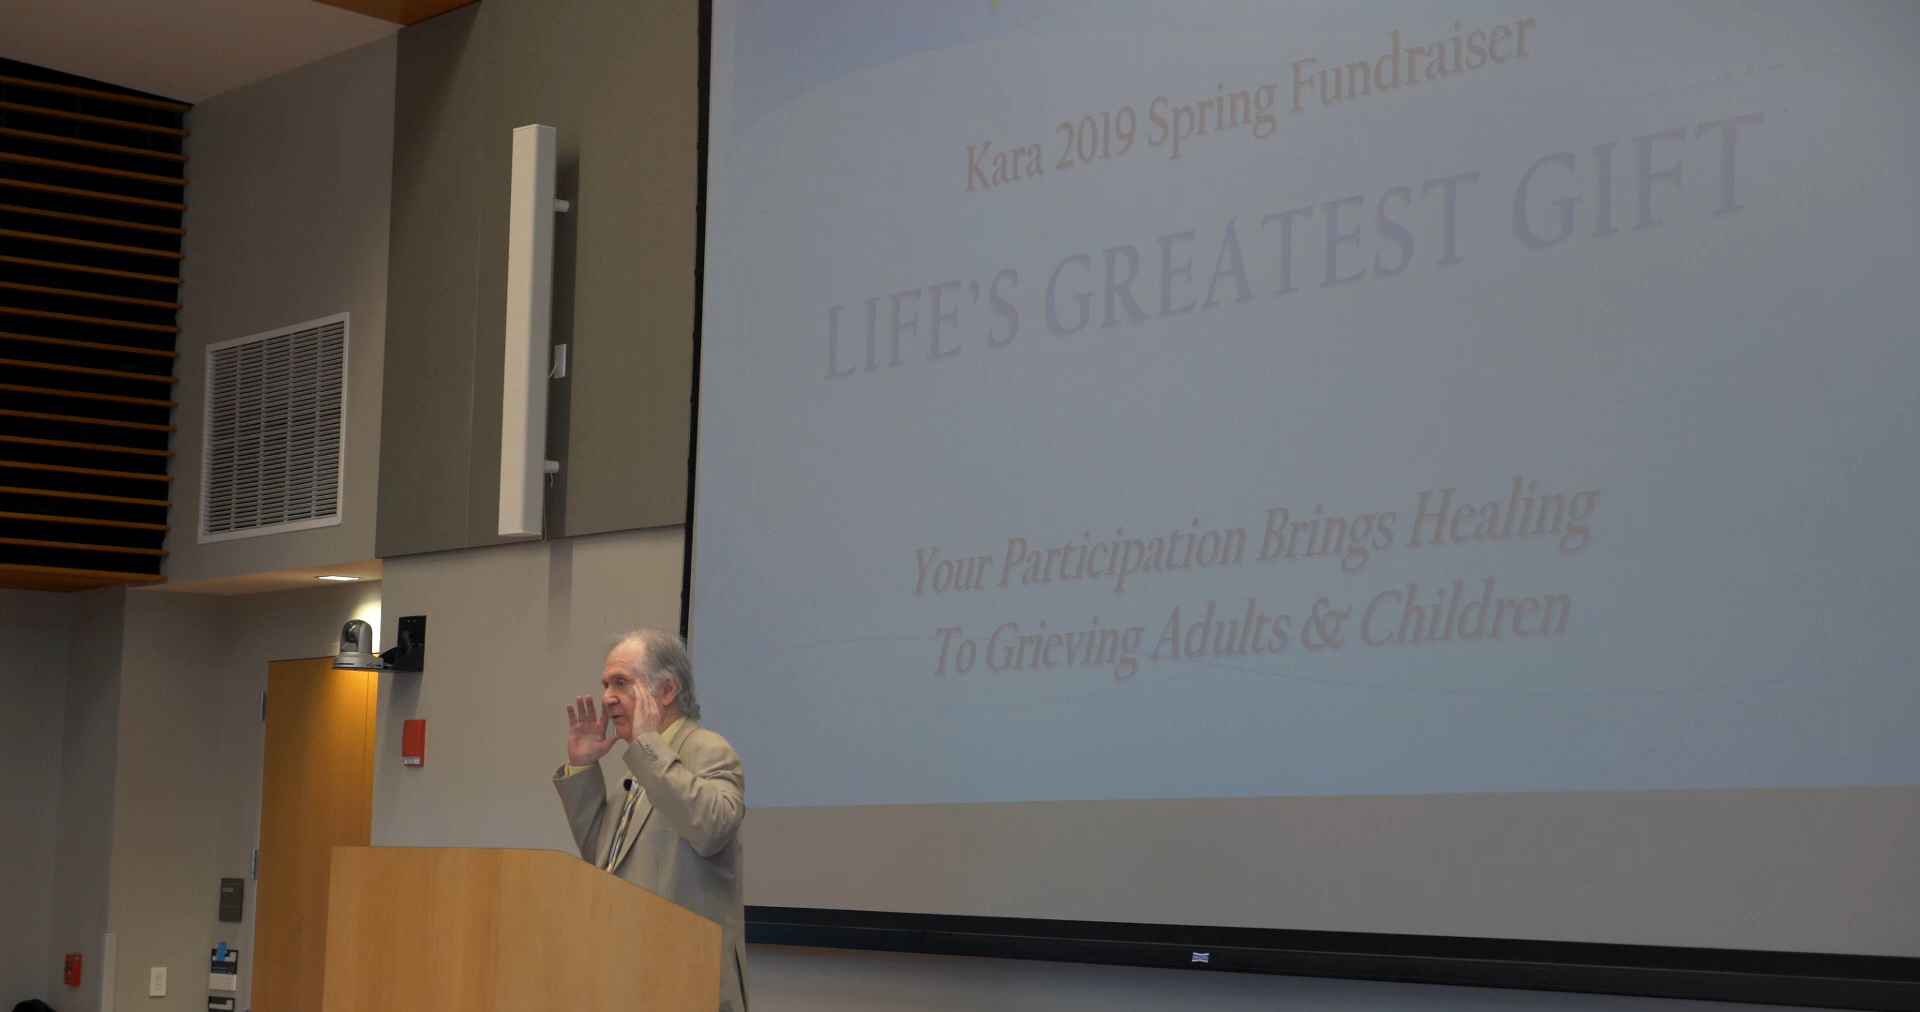 Kara 2019 Spring Fundraiser
LIFE'S GREATEST GIFT
Your Participation Brings Healing
To Grieving Adults & Children